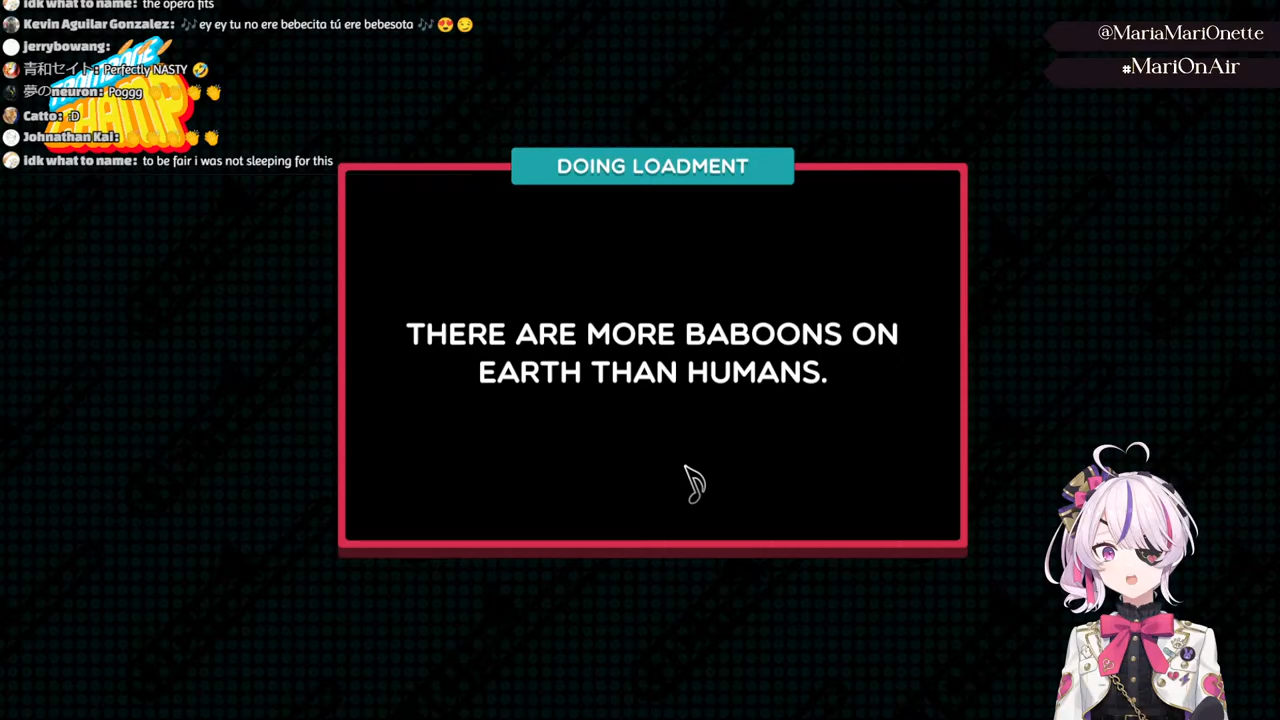 idk what to name: the opera fits
Kevin Aguilar Gonzalez: 🎶 ey ey tu no ere bebecita tú ere bebesota 🎶 😍 😏
jerrybowang:
青和セイト: Perfectly NASTY 🤣
夢のneuron: Poggg 👏 👏
Catto: :D
Johnathan Kai: 👏 👏
idk what to name: to be fair i was not sleeping for this
TROMBONE
CHAMP
DOING LOADMENT
THERE ARE MORE BABOONS ON
EARTH THAN HUMANS.
@MariaMariOnette
#MariOnAir